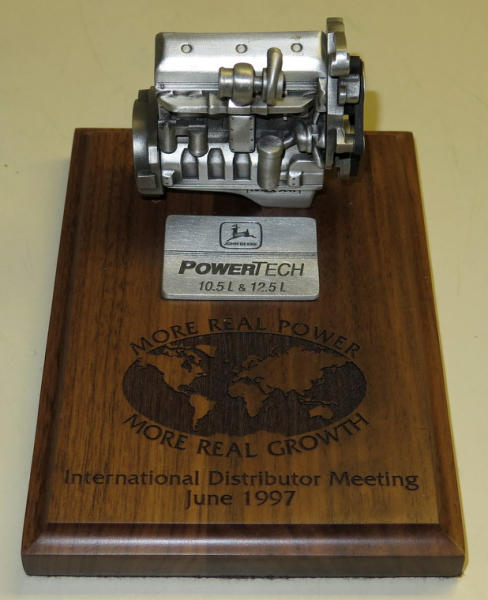 JOHN DEERE
POWERTECH
10.5 L & 12.5 L
MORE REAL POWER
MORE REAL GROWTH
International Distributor Meeting
June 1997